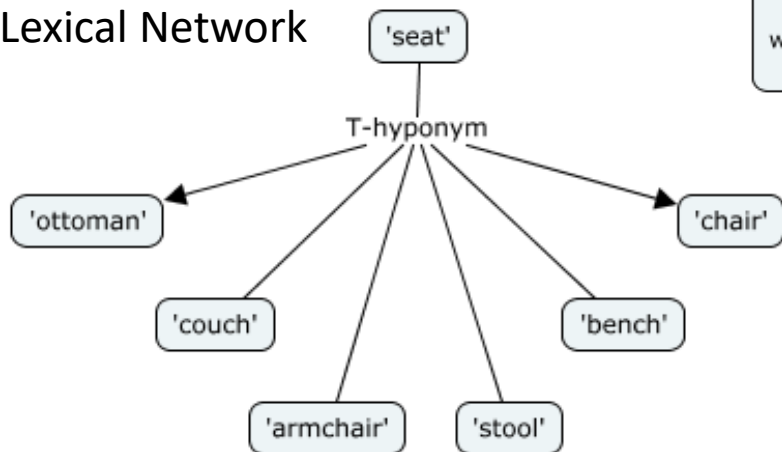 Lexical Network
'seat'
w
T-hyponym
'ottoman'
'chair'
'couch'
'bench'
'armchair'
'stool'